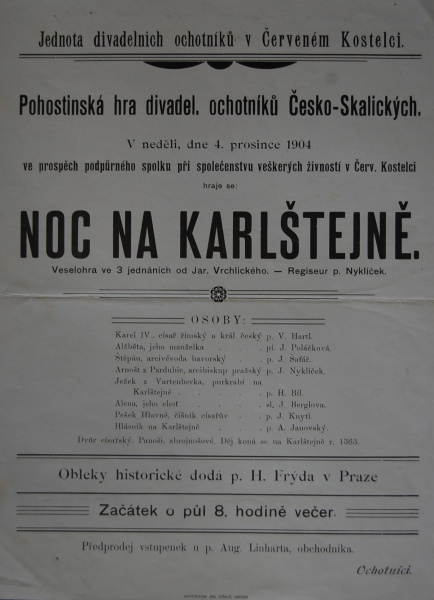 Jednota divadelních ochotníků v Červeném Kostelci.
Pohostinská hra divadel. ochotníků Česko-Skalických.
V neděli, dne 4. prosince 1904
ve prospěch podpůrného spolku při společenstvu veškerých živností v Červ. Kostelci
hraje se:
NOC NA KARLŠTEJNĚ.
Veselohra ve 3 jednáních od Jar. Vrchlického. — Regiseur p. Nyklíček.
OSOBY:
Karel IV., císař římský a král český p. V. Hartl.
Alžběta, jeho manželka . . . pí. J. Poláčková.
Štěpán, arcivévoda bavorský . . p. J. Šafář.
Arnošt z Pardubic, arcibiskup pražský p. J. Nyklíček.
Ježek z Vartenberka, purkrabí na
Karlštejně . . . . . p. H. Bíl.
Alena, jeho choť . . . . sl. J. Berglova.
Pešek Hlavně, číšník císařův . . p. J. Knytl.
Hlásník na Karlštejně . . . p. A. Janovský.
Dvůr císařský. Panoši, zbrojnošové. Děj koná se na Karlštejně r. 1363.
Obleky historické dodá p. H. Frýda v Praze
Začátek o půl 8. hodině večer.
Předprodej vstupenek u p. Aug. Linharta, obchodníka.
Ochotníci.